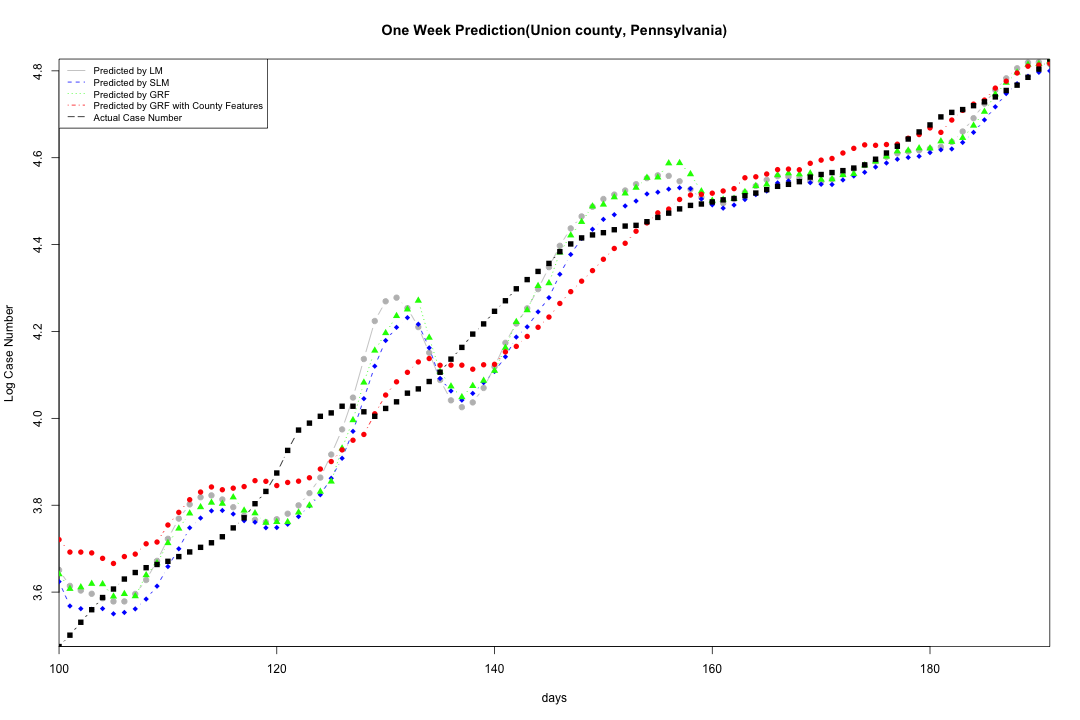 One Week Prediction(Union county, Pennsylvania)
Predicted by LM
Predicted by SLM
Predicted by GRF
Predicted by GRF with County Features
Actual Case Number
4.8
4.6
4.4
4.2
4.0
3.8
3.6
Log Case Number
100 120 140 160 180
days